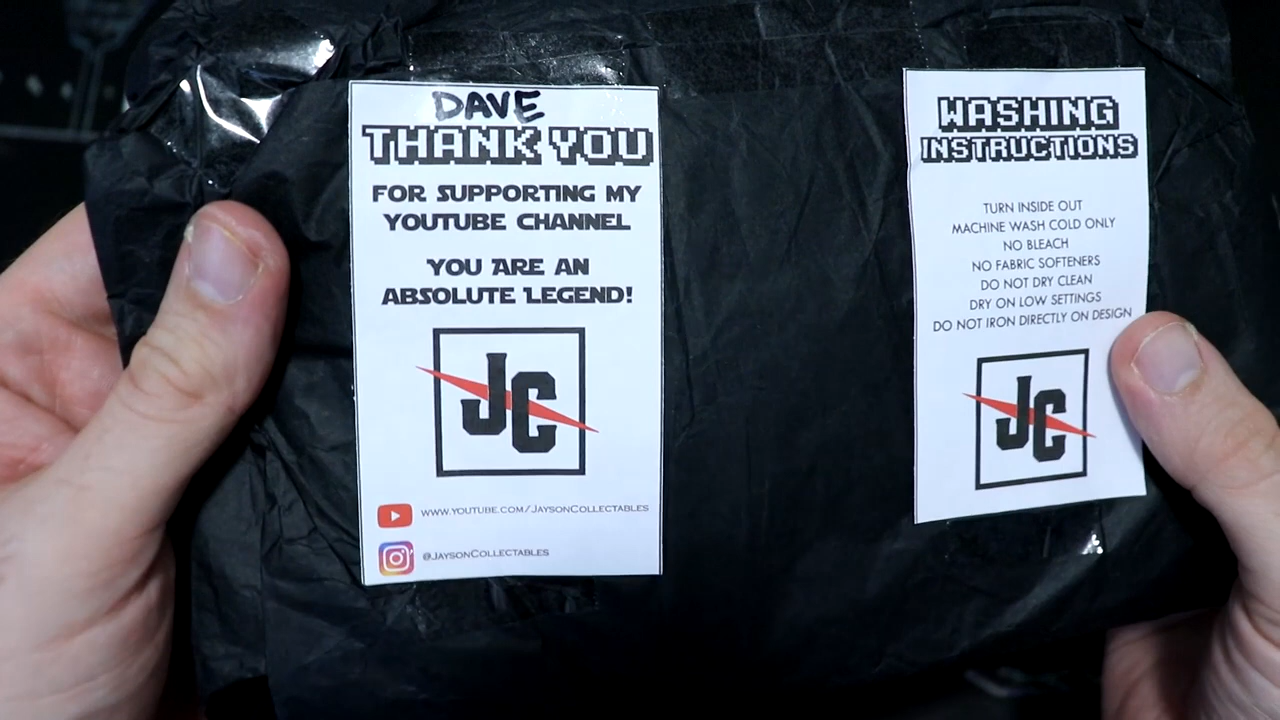 DAVE
THANK YOU
FOR SUPPORTING MY
YOUTUBE CHANNEL
YOU ARE AN
ABSOLUTE LEGEND!
JC
WWW.YOUTUBE.COM/JAYSONCOLLECTABLES
@JAYSONCOLLECTABLES
WASHING
INSTRUCTIONS
TURN INSIDE OUT
MACHINE WASH COLD ONLY
NO BLEACH
NO FABRIC SOFTENERS
DO NOT DRY CLEAN
DRY ON LOW SETTINGS
DO NOT IRON DIRECTLY ON DESIGN
JC